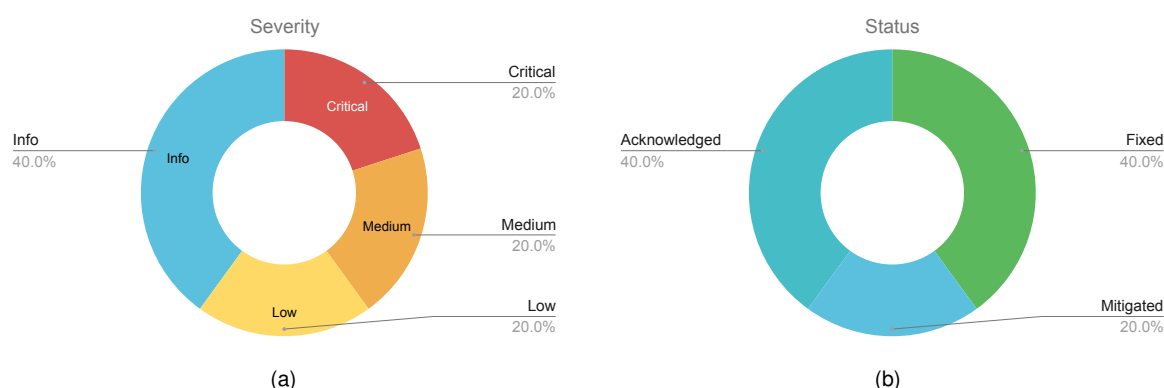 Severity
Critical
20.0%
Critical
Info
40.0%
Info
Medium
20.0%
Medium
Low
20.0%
Low
(a)
Status
Acknowledged
40.0%
Fixed
40.0%
Mitigated
20.0%
(b)